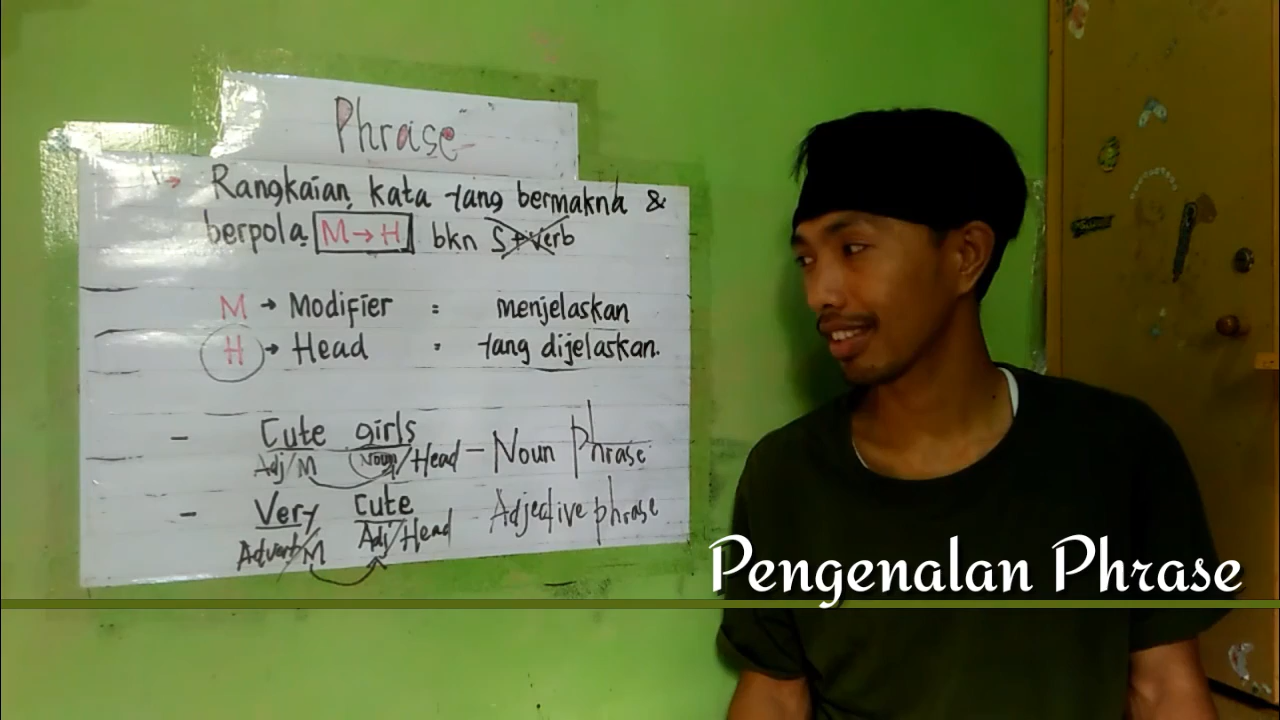 Phrase
→ Rangkaian kata yang bermakna &
berpola M→H bkn S+Verb
M → Modifier = menjelaskan
H → Head = yang dijelaskan.
- Cute girls
Adj/M Noun/Head - Noun Phrase
- Very cute Adjective phrase
Adverb/M Adj/Head
Pengenalan Phrase